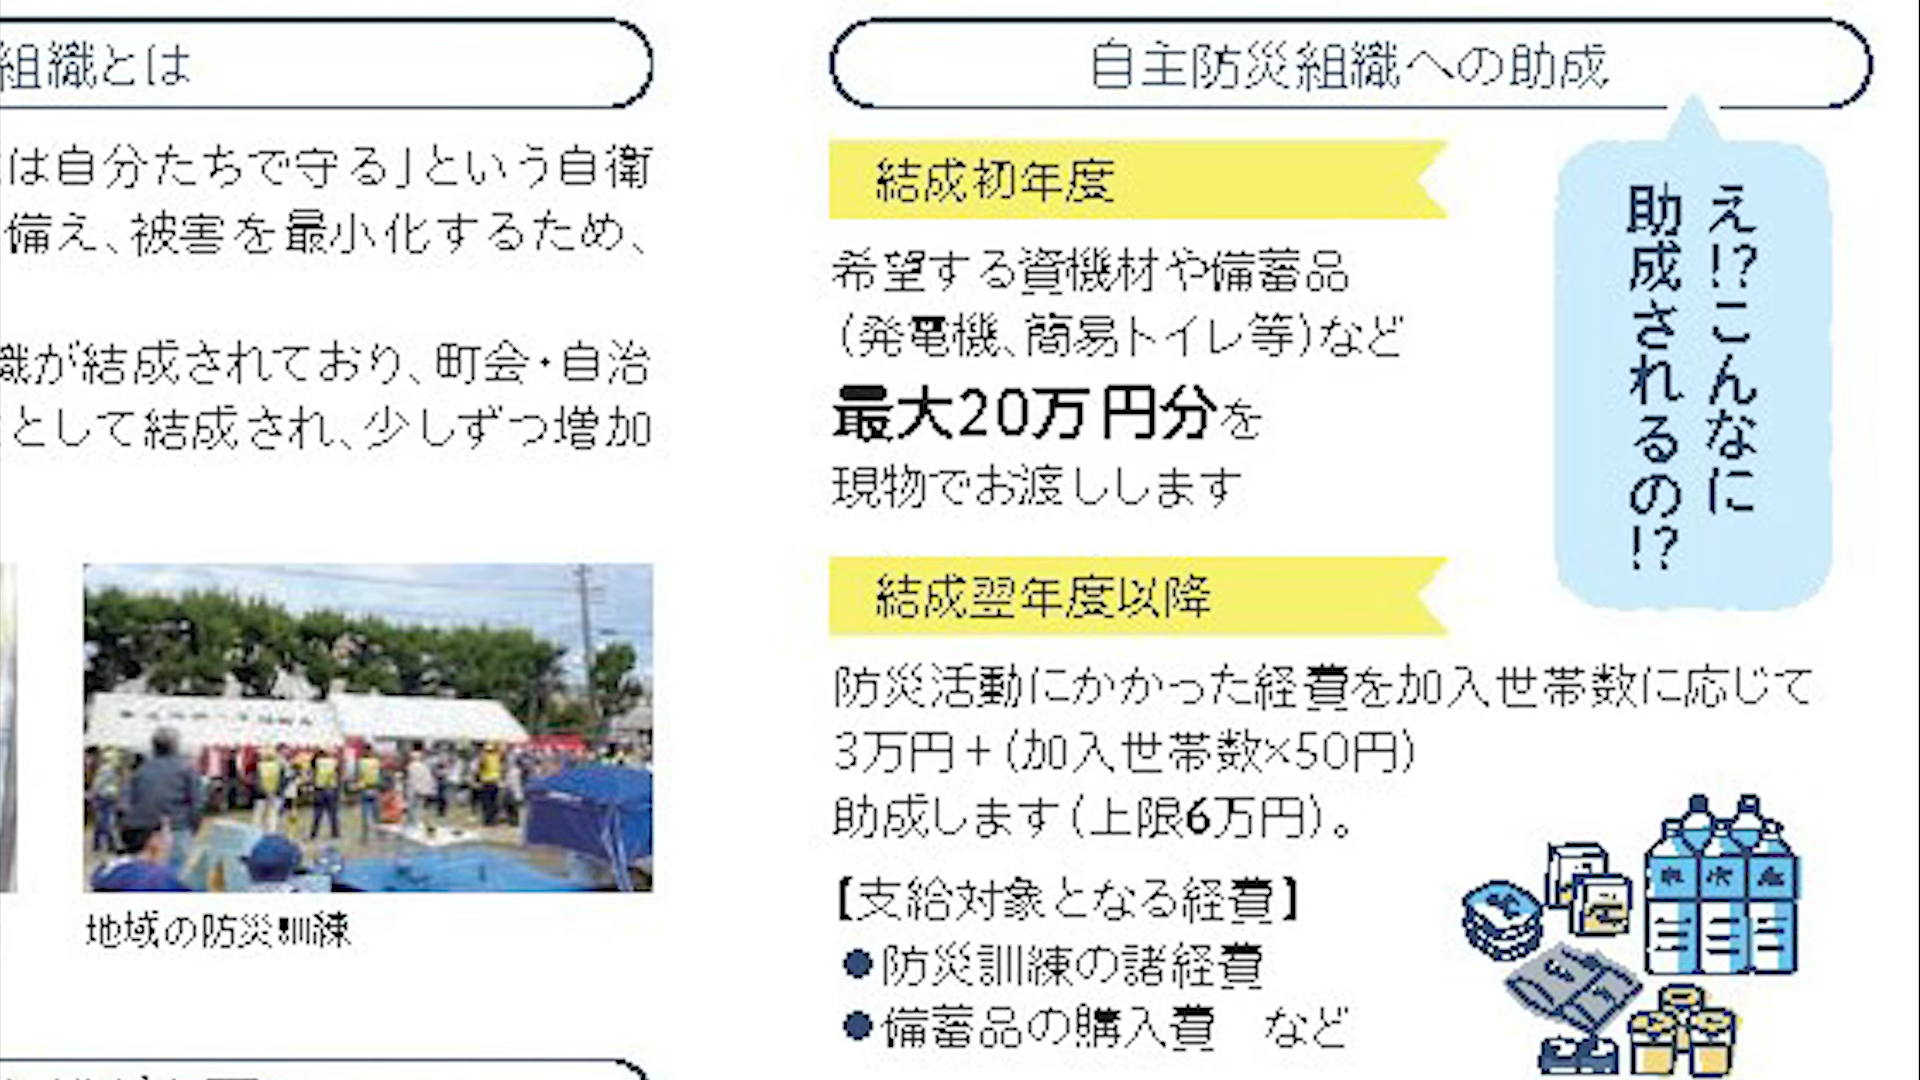 組織とは
は自分たちで守る」という自衛
備え、被害を最小化するため、
織が結成されており、町会・自治
として結成され、少しずつ増加
地域の防災訓練
自主防災組織への助成
え!?こんなに
助成されるの!?
結成初年度
希望する資機材や備蓄品
(発電機、簡易トイレ等)など
最大20万円分を
現物でお渡しします
結成翌年度以降
防災活動にかかった経費を加入世帯数に応じて
3万円+(加入世帯数×50円)
助成します(上限6万円)。
【支給対象となる経費】
●防災訓練の諸経費
●備蓄品の購入費 など